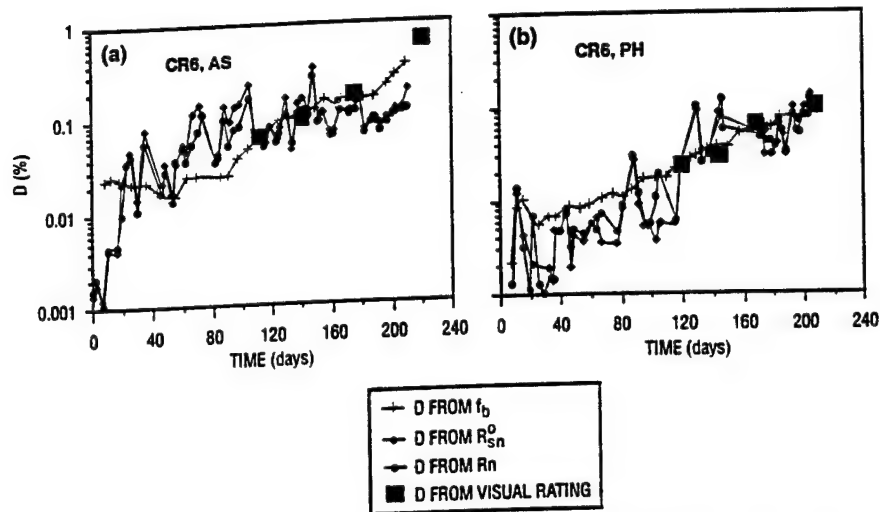 (a)
CR6, AS
(b)
CR6, PH
D (%)
1
0.1
0.01
0.001
0 40 80 120 160 200 240
TIME (days)
0 40 80 120 160 200 240
TIME (days)
D FROM fb
D FROM R°sn
D FROM Rn
D FROM VISUAL RATING